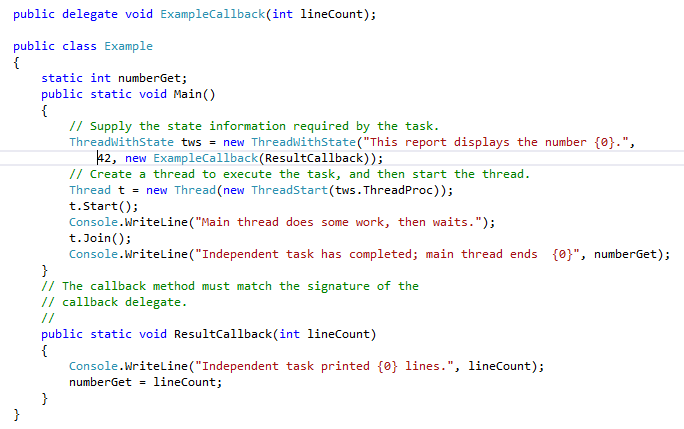 public delegate void ExampleCallback(int lineCount);
public class Example
{
static int numberGet;
public static void Main()
{
// Supply the state information required by the task.
ThreadWithState tws = new ThreadWithState("This report displays the number {0}.",
42, new ExampleCallback(ResultCallback));
// Create a thread to execute the task, and then start the thread.
Thread t = new Thread(new ThreadStart(tws.ThreadProc));
t.Start();
Console.WriteLine("Main thread does some work, then waits.");
t.Join();
Console.WriteLine("Independent task has completed; main thread ends  {0}", numberGet);
}
// The callback method must match the signature of the
// callback delegate.
//
public static void ResultCallback(int lineCount)
{
Console.WriteLine("Independent task printed {0} lines.", lineCount);
numberGet = lineCount;
}
}